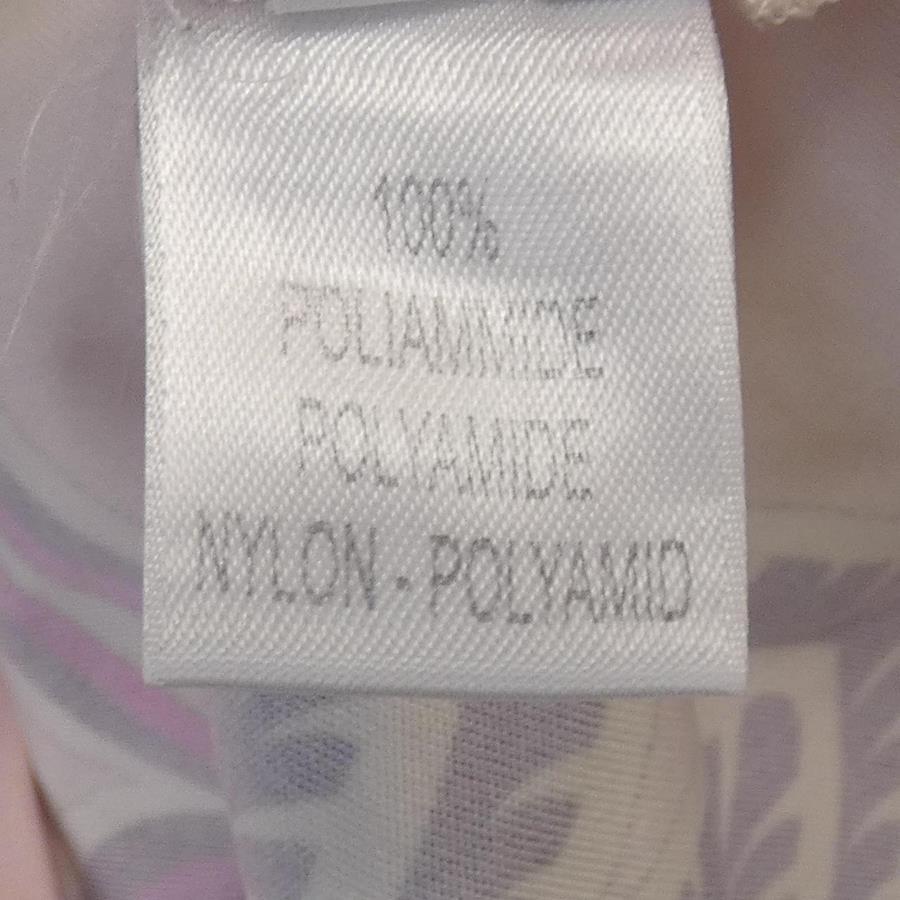 100%
POLIAMMIDE
POLYAMIDE
NYLON - POLYAMID